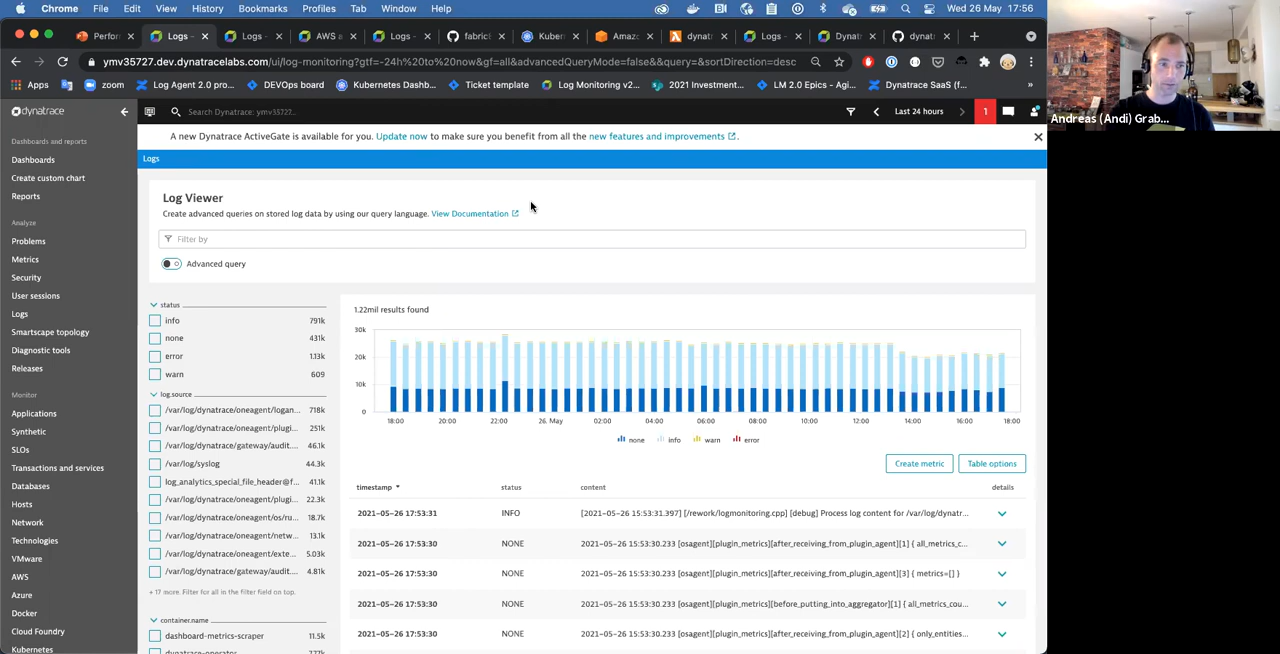 Chrome File Edit View History Bookmarks Profiles Tab Window Help Wed 26 May 17:56
Perform Logs - Logs - AWS a Logs - fabric8 Kubern Amazo dynatr Logs - Dynatr dynatr
ymv35727.dev.dynatracelabs.com/ui/log-monitoring?gtf=-24h%20to%20now&gf=all&advancedQueryMode=false&query=&sortDirection=desc
Apps zoom Log Agent 2.0 pro... DEVOps board Kubernetes Dashb... Ticket template Log Monitoring v2... 2021 Investment... LM 2.0 Epics - Agi... Dynatrace SaaS (f... »
dynatrace
Search Dynatrace: ymv35727...
Last 24 hours
1
A new Dynatrace ActiveGate is available for you. Update now to make sure you benefit from all the new features and improvements.
Logs
Dashboards and reports
Dashboards
Create custom chart
Reports
Analyze
Problems
Metrics
Security
User sessions
Logs
Smartscape topology
Diagnostic tools
Releases
Monitor
Applications
Synthetic
SLOs
Transactions and services
Databases
Hosts
Network
Technologies
VMware
AWS
Azure
Docker
Cloud Foundry
Kubernetes
Log Viewer
Create advanced queries on stored log data by using our query language. View Documentation
Filter by
Advanced query
status
info 791k
none 431k
error 1.13k
warn 609
log.source
/var/log/dynatrace/oneagent/logan... 718k
/var/log/dynatrace/oneagent/plugi... 251k
/var/log/dynatrace/gateway/audit.... 46.1k
/var/log/syslog 44.3k
log_analytics_special_file_header@f... 41.1k
/var/log/dynatrace/oneagent/plugi... 22.3k
/var/log/dynatrace/oneagent/os/ru... 18.7k
/var/log/dynatrace/oneagent/netw... 13.1k
/var/log/dynatrace/oneagent/exte... 5.03k
/var/log/dynatrace/gateway/audit.... 4.81k
+ 17 more. Filter for all in the filter field on top.
container.name
dashboard-metrics-scraper 11.5k
dynatrace-operator 777k
1.22mil results found
30k
20k
10k
0
18:00 20:00 22:00 26. May 02:00 04:00 06:00 08:00 10:00 12:00 14:00 16:00 18:00
none info warn error
Create metric Table options
timestamp status content details
2021-05-26 17:53:31 INFO [2021-05-26 15:53:31.397] [/rework/logmonitoring.cpp] [debug] Process log content for /var/log/dynatr...
2021-05-26 17:53:30 NONE 2021-05-26 15:53:30.233 [osagent][plugin_metrics][after_receiving_from_plugin_agent][1] { all_metrics_c...
2021-05-26 17:53:30 NONE 2021-05-26 15:53:30.233 [osagent][plugin_metrics][after_receiving_from_plugin_agent][3] { metrics=[] }
2021-05-26 17:53:30 NONE 2021-05-26 15:53:30.233 [osagent][plugin_metrics][before_putting_into_aggregator][1] { all_metrics_cou...
2021-05-26 17:53:30 NONE 2021-05-26 15:53:30.233 [osagent][plugin_metrics][after_receiving_from_plugin_agent][2] { only_entities...
Andreas (Andi) Grab...